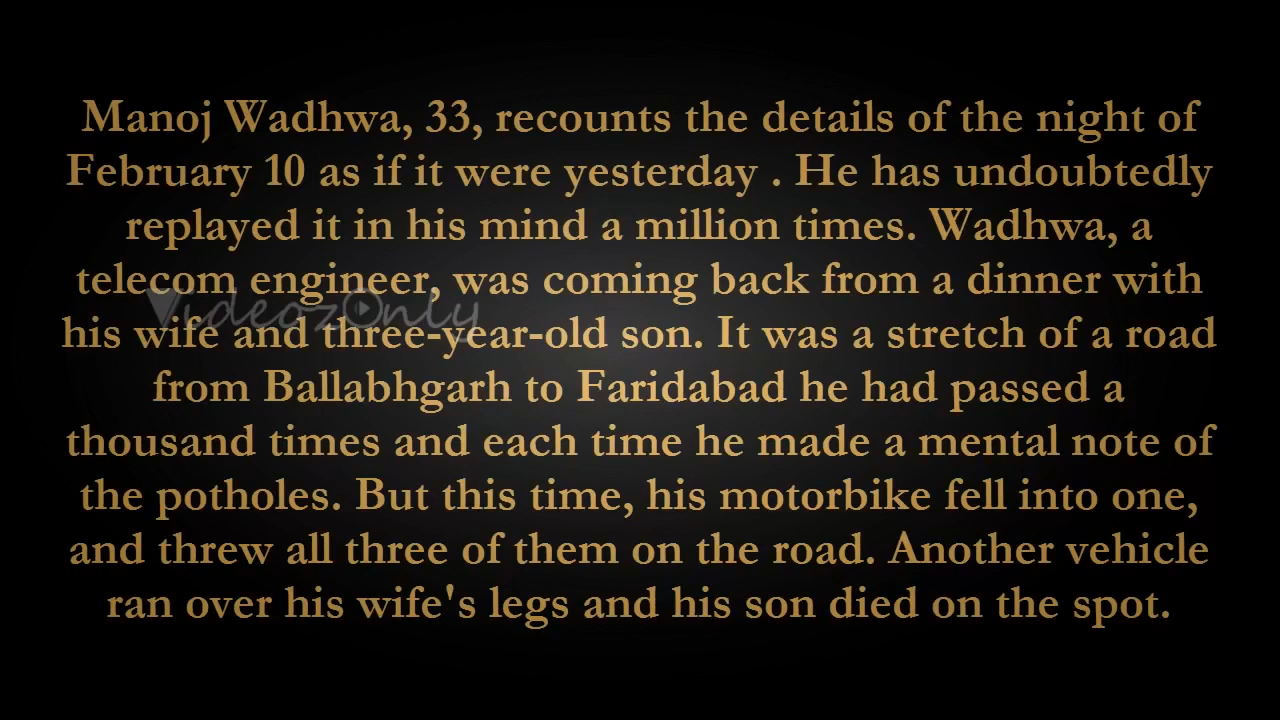 Manoj Wadhwa, 33, recounts the details of the night of
February 10 as if it were yesterday . He has undoubtedly
replayed it in his mind a million times. Wadhwa, a
telecom engineer, was coming back from a dinner with
VideozOnly
his wife and three-year-old son. It was a stretch of a road
from Ballabhgarh to Faridabad he had passed a
thousand times and each time he made a mental note of
the potholes. But this time, his motorbike fell into one,
and threw all three of them on the road. Another vehicle
ran over his wife's legs and his son died on the spot.